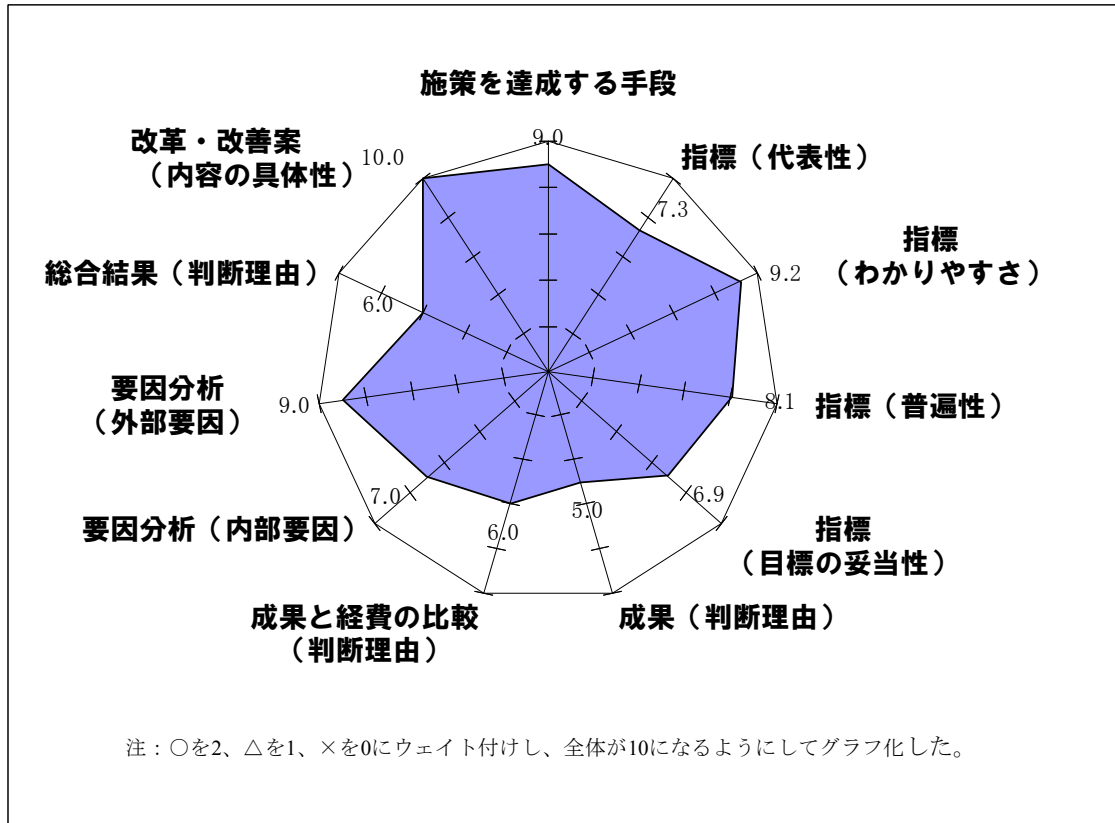 施策を達成する手段
9.0
指標（代表性）
7.3
指標
（わかりやすさ）
9.2
指標（普遍性）
8.1
指標
（目標の妥当性）
6.9
成果（判断理由）
5.0
成果と経費の比較
（判断理由）
6.0
要因分析（内部要因）
7.0
要因分析
（外部要因）
9.0
総合結果（判断理由）
6.0
改革・改善案
（内容の具体性）
10.0
注：○を2、△を1、×を0にウェイト付けし、全体が10になるようにしてグラフ化した。